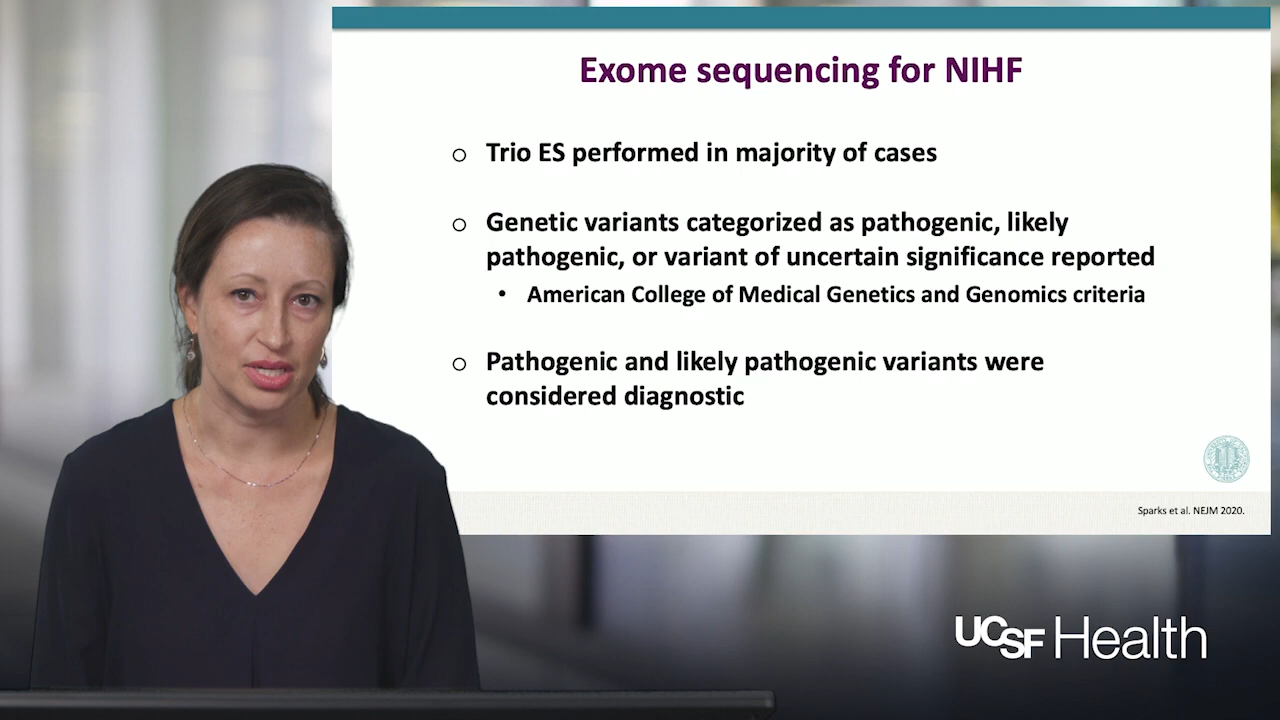 Exome sequencing for NIHF
○ Trio ES performed in majority of cases
○ Genetic variants categorized as pathogenic, likely
pathogenic, or variant of uncertain significance reported
• American College of Medical Genetics and Genomics criteria
○ Pathogenic and likely pathogenic variants were
considered diagnostic
Sparks et al. NEJM 2020.
UCSF Health